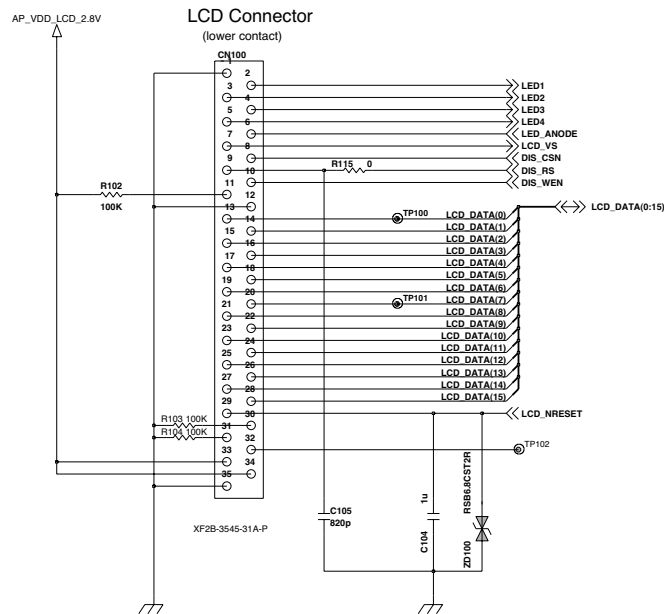 AP_VDD_LCD_2.8V
LCD Connector
(lower contact)
CN100
1
2
3
LED1
4
LED2
5
LED3
6
LED4
7
LED_ANODE
8
LCD_VS
9
DIS_CSN
10
R115 0
DIS_RS
11
DIS_WEN
R102
100K
12
13
LCD_DATA(0:15)
14
TP100
LCD_DATA(0)
15
LCD_DATA(1)
16
LCD_DATA(2)
17
LCD_DATA(3)
18
LCD_DATA(4)
19
LCD_DATA(5)
20
LCD_DATA(6)
21
TP101
LCD_DATA(7)
22
LCD_DATA(8)
23
LCD_DATA(9)
24
LCD_DATA(10)
25
LCD_DATA(11)
26
LCD_DATA(12)
27
LCD_DATA(13)
28
LCD_DATA(14)
29
LCD_DATA(15)
30
LCD_NRESET
R103 100K
31
R104 100K
32
TP102
33
34
35
XF2B-3545-31A-P
C105
820p
1u
C104
RSB6.8CST2R
ZD100